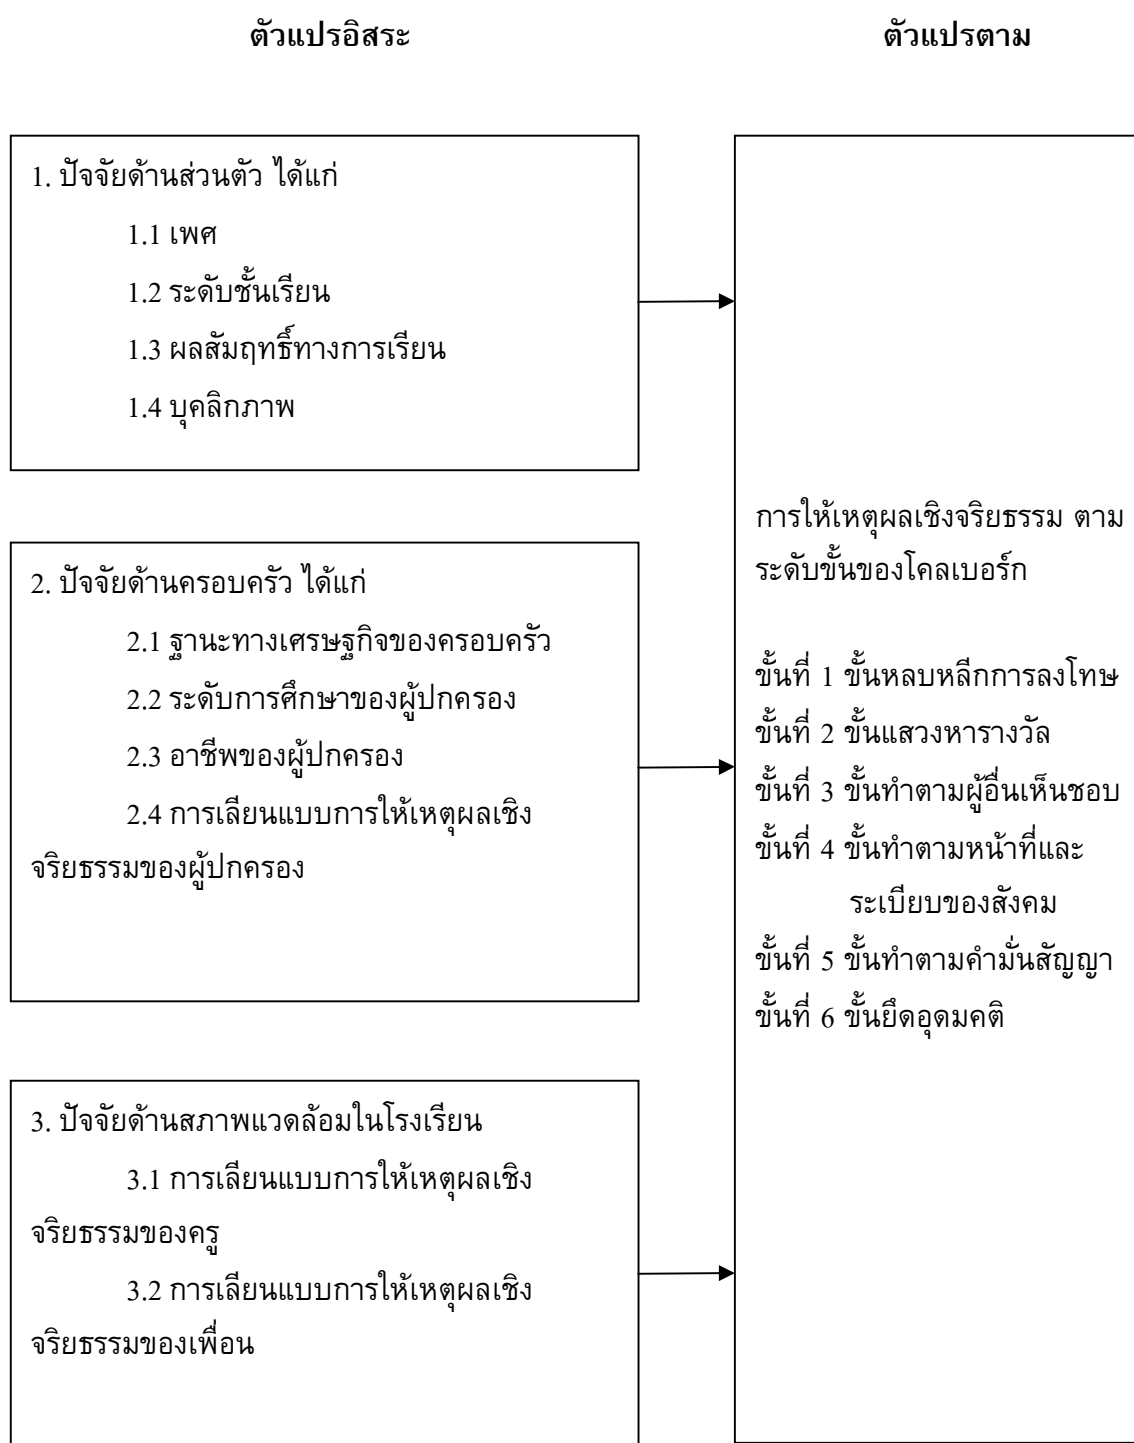 ตัวแปรอิสระ
ตัวแปรตาม
1. ปัจจัยด้านส่วนตัว ได้แก่
1.1 เพศ
1.2 ระดับชั้นเรียน
1.3 ผลสัมฤทธิ์ทางการเรียน
1.4 บุคลิกภาพ
2. ปัจจัยด้านครอบครัว ได้แก่
2.1 ฐานะทางเศรษฐกิจของครอบครัว
2.2 ระดับการศึกษาของผู้ปกครอง
2.3 อาชีพของผู้ปกครอง
2.4 การเลียนแบบการให้เหตุผลเชิง
จริยธรรมของผู้ปกครอง
3. ปัจจัยด้านสภาพแวดล้อมในโรงเรียน
3.1 การเลียนแบบการให้เหตุผลเชิง
จริยธรรมของครู
3.2 การเลียนแบบการให้เหตุผลเชิง
จริยธรรมของเพื่อน
การให้เหตุผลเชิงจริยธรรม ตาม
ระดับขั้นของโคลเบอร์ก
ขั้นที่ 1 ขั้นหลบหลีกการลงโทษ
ขั้นที่ 2 ขั้นแสวงหารางวัล
ขั้นที่ 3 ขั้นทำตามผู้อื่นเห็นชอบ
ขั้นที่ 4 ขั้นทำตามหน้าที่และ
ระเบียบของสังคม
ขั้นที่ 5 ขั้นทำตามคำมั่นสัญญา
ขั้นที่ 6 ขั้นยึดอุดมคติ